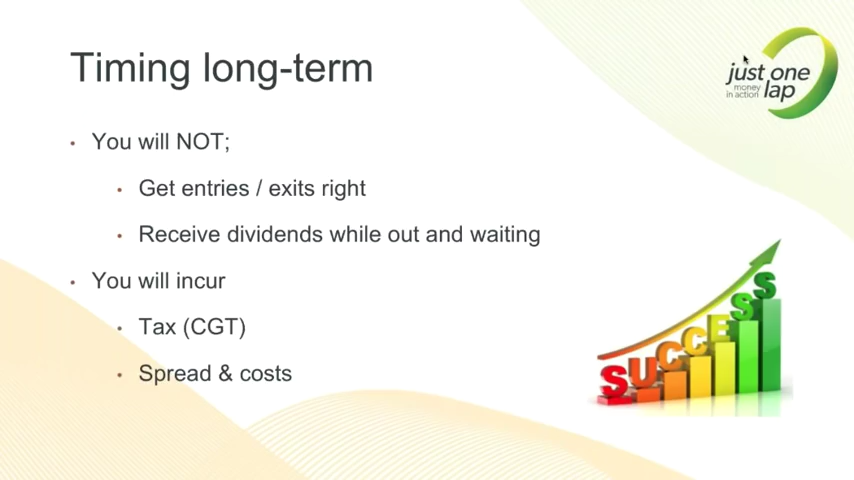 Timing long-term
just one
money
in action lap
• You will NOT;
• Get entries / exits right
• Receive dividends while out and waiting
• You will incur
• Tax (CGT)
• Spread & costs
SUCCESS